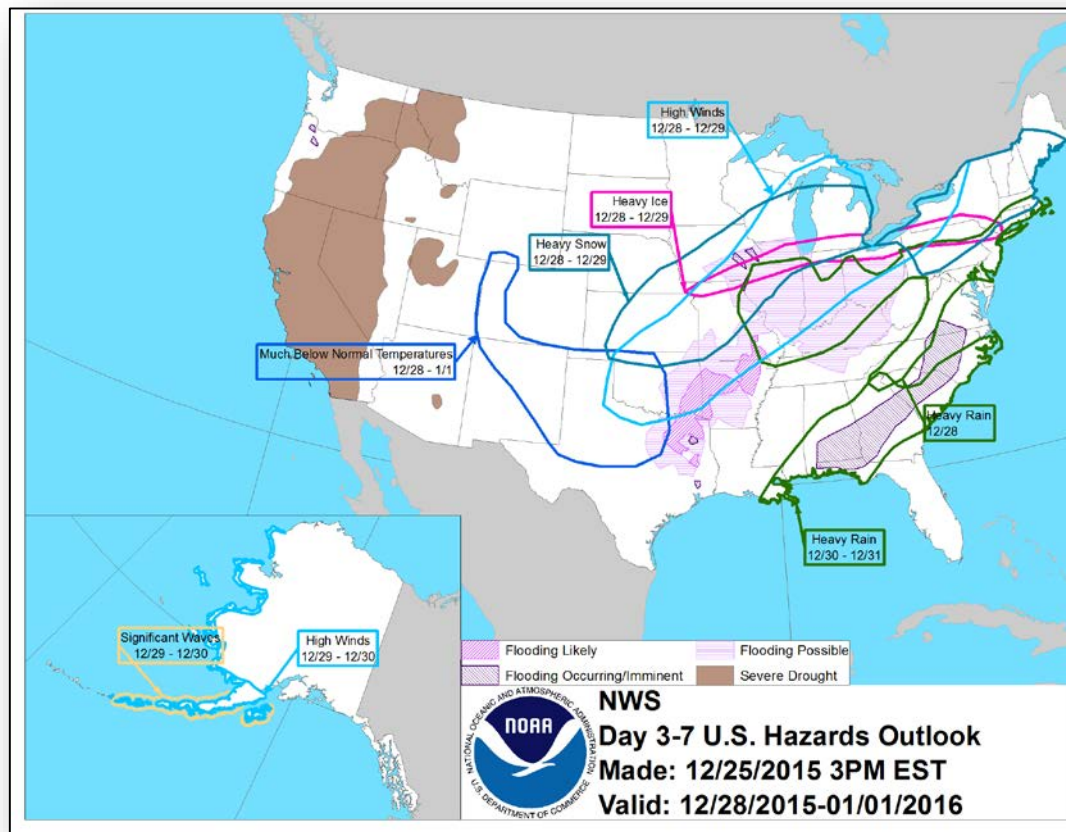 High Winds
12/28 - 12/29
Heavy Ice
12/28 - 12/29
Heavy Snow
12/28 - 12/29
Much Below Normal Temperatures
12/28 - 1/1
Heavy Rain
12/28
Heavy Rain
12/30 - 12/31
Significant Waves
12/29 - 12/30
High Winds
12/29 - 12/30
Flooding Likely
Flooding Possible
Flooding Occurring/Imminent
Severe Drought
NATIONAL OCEANIC AND ATMOSPHERIC ADMINISTRATION
NOAA
U.S. DEPARTMENT OF COMMERCE
NWS
Day 3-7 U.S. Hazards Outlook
Made: 12/25/2015 3PM EST
Valid: 12/28/2015-01/01/2016